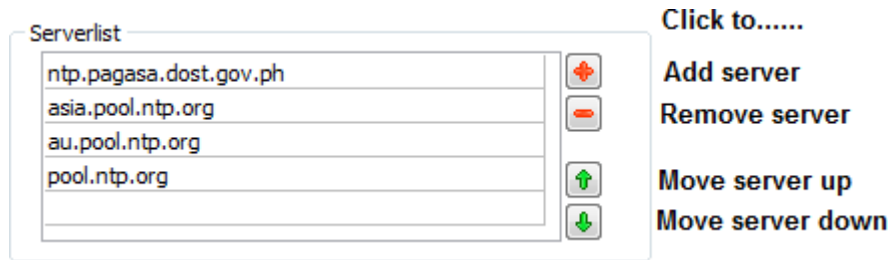 Click to......
Serverlist
ntp.pagasa.dost.gov.ph
Add server
asia.pool.ntp.org
Remove server
au.pool.ntp.org
pool.ntp.org
Move server up
Move server down